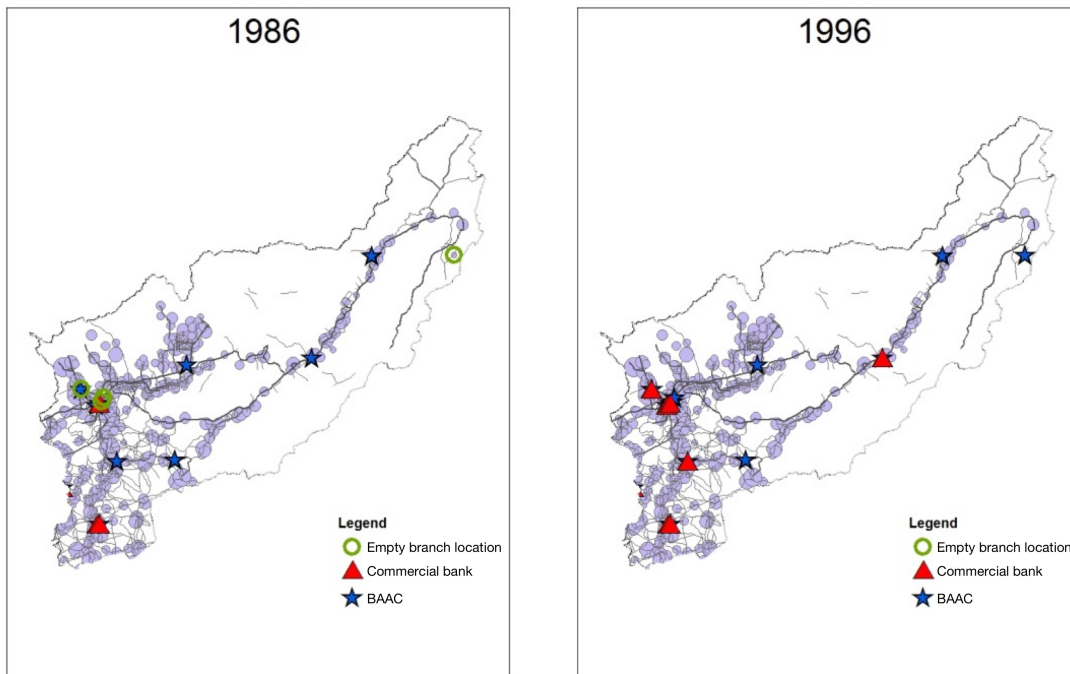 1986
Legend
Empty branch location
Commercial bank
BAAC
1996
Legend
Empty branch location
Commercial bank
BAAC